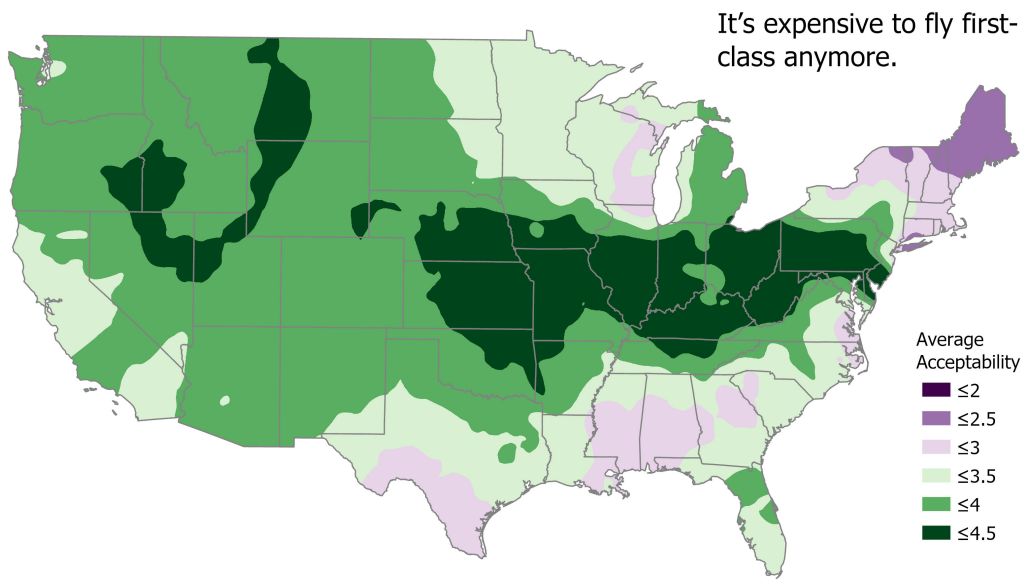 It’s expensive to fly first-
class anymore.
Average
Acceptability
≤2
≤2.5
≤3
≤3.5
≤4
≤4.5